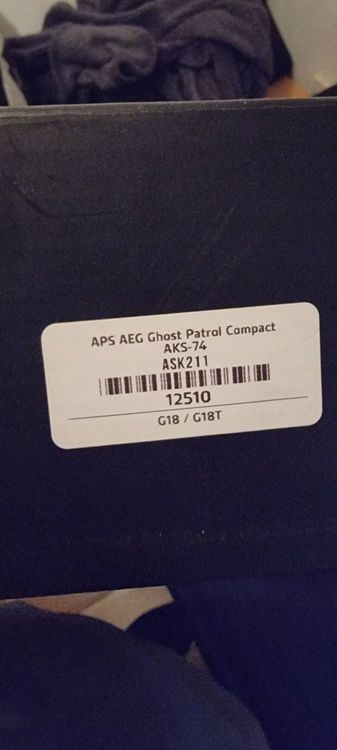 APS AEG Ghost Patrol Compact
AKS-74
ASK211
12510
G18 / G18T